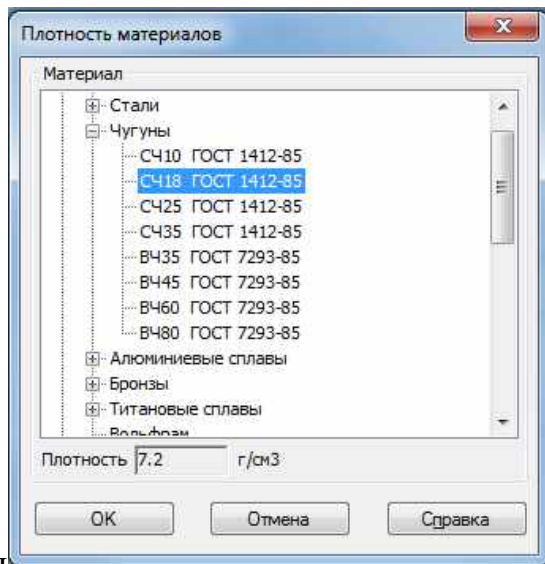 Плотность материалов
Материал
Стали
Чугуны
СЧ10 ГОСТ 1412-85
СЧ18 ГОСТ 1412-85
СЧ25 ГОСТ 1412-85
СЧ35 ГОСТ 1412-85
ВЧ35 ГОСТ 7293-85
ВЧ45 ГОСТ 7293-85
ВЧ60 ГОСТ 7293-85
ВЧ80 ГОСТ 7293-85
Алюминиевые сплавы
Бронзы
Титановые сплавы
Вольфрам
Плотность 7.2 г/см3
OK Отмена Справка